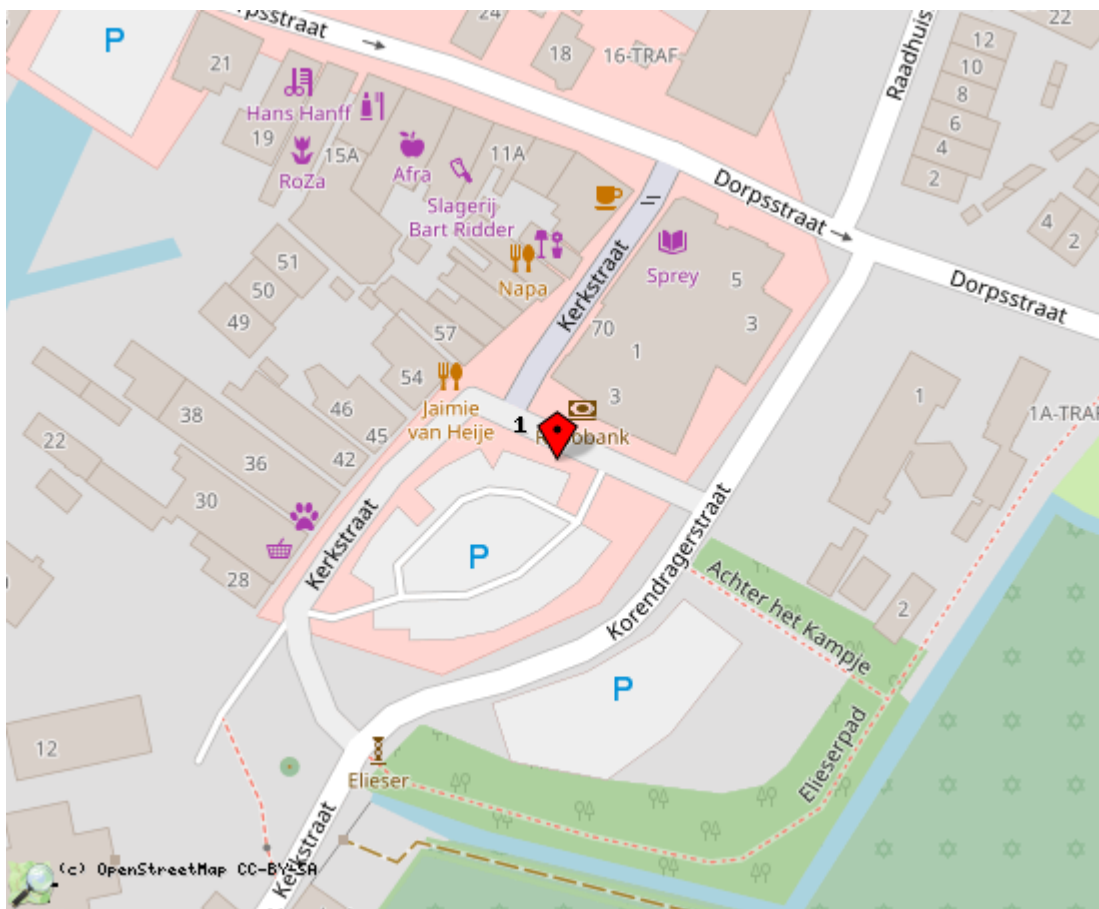 Dorpsstraat →
24
22
P
18
16-TRAF
12
10
8
6
4
2
21
Hans Hanff
19
15A
11A
RoZa
Afra
Slagerij
Bart Ridder
Raadhuis
Dorpsstraat →
Dorpsstraat
4
2
Kerkstraat
Sprey
5
3
70
1
3
51
50
49
Napa
57
54
Jaimie
van Heije
1
1
1A-TRAF
46
38
45
42
22
36
30
28
Kerkstraat
P
Korendragerstraat
Achter het Kampje
2
P
Elieserpad
12
Elieser
Kerkstraat
(c) OpenStreetMap CC-BY-SA